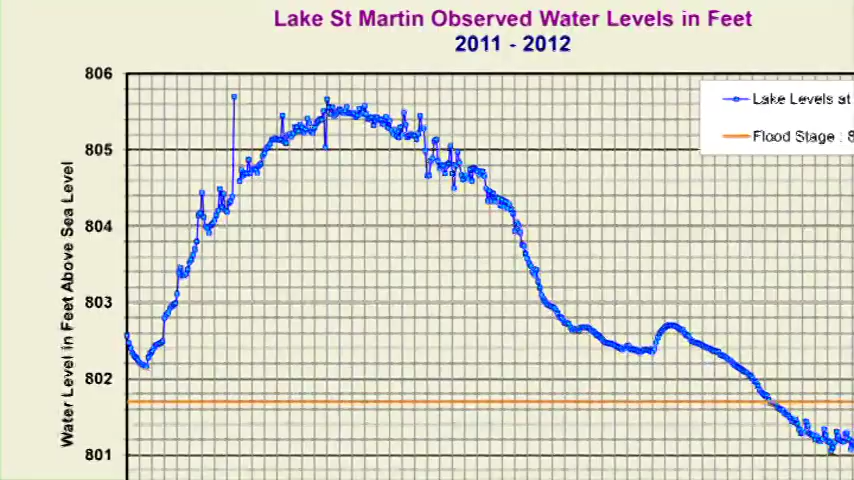 Lake St Martin Observed Water Levels in Feet
2011 - 2012
806
805
804
803
802
801
Water Level in Feet Above Sea Level
Lake Levels at
Flood Stage :